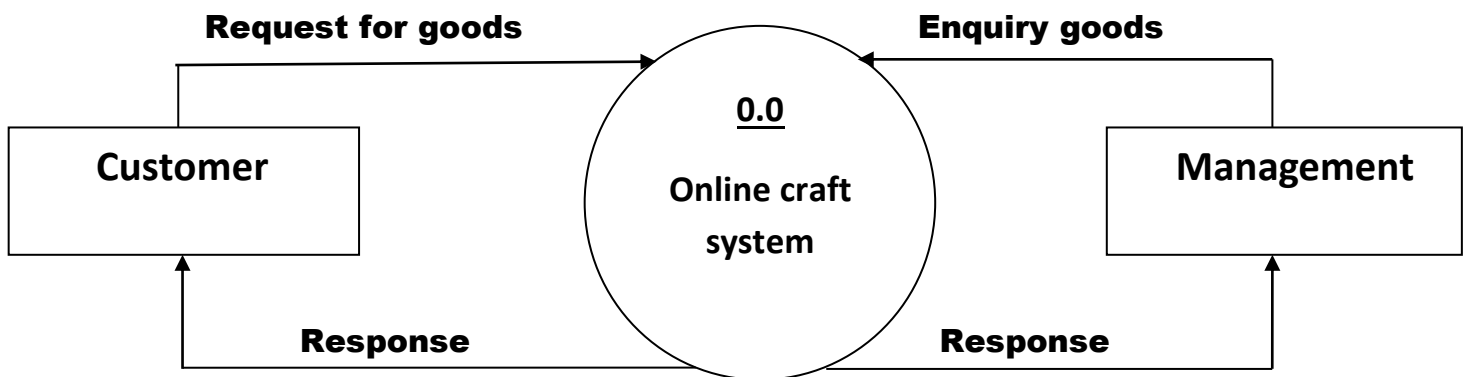 Request for goods
Enquiry goods
0.0
Customer
Online craft
system
Management
Response
Response